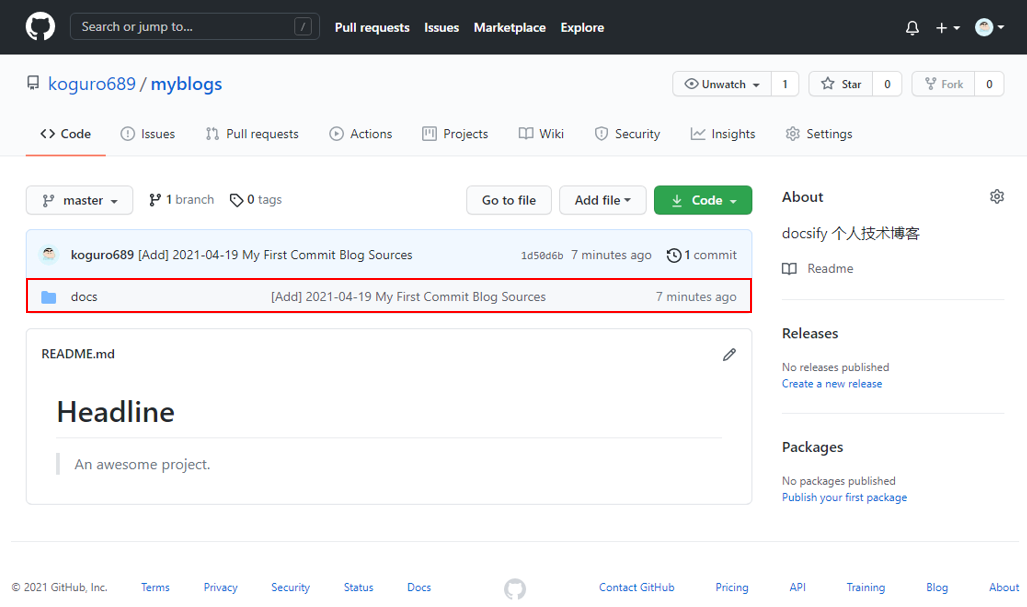 Search or jump to... / Pull requests Issues Marketplace Explore
koguro689 / myblogs Unwatch 1 Star 0 Fork 0
Code Issues Pull requests Actions Projects Wiki Security Insights Settings
master 1 branch 0 tags Go to file Add file Code
koguro689 [Add] 2021-04-19 My First Commit Blog Sources 1d50d6b 7 minutes ago 1 commit
docs [Add] 2021-04-19 My First Commit Blog Sources 7 minutes ago
README.md
Headline
An awesome project.
About
docsify 个人技术博客
Readme
Releases
No releases published
Create a new release
Packages
No packages published
Publish your first package
© 2021 GitHub, Inc. Terms Privacy Security Status Docs Contact GitHub Pricing API Training Blog About